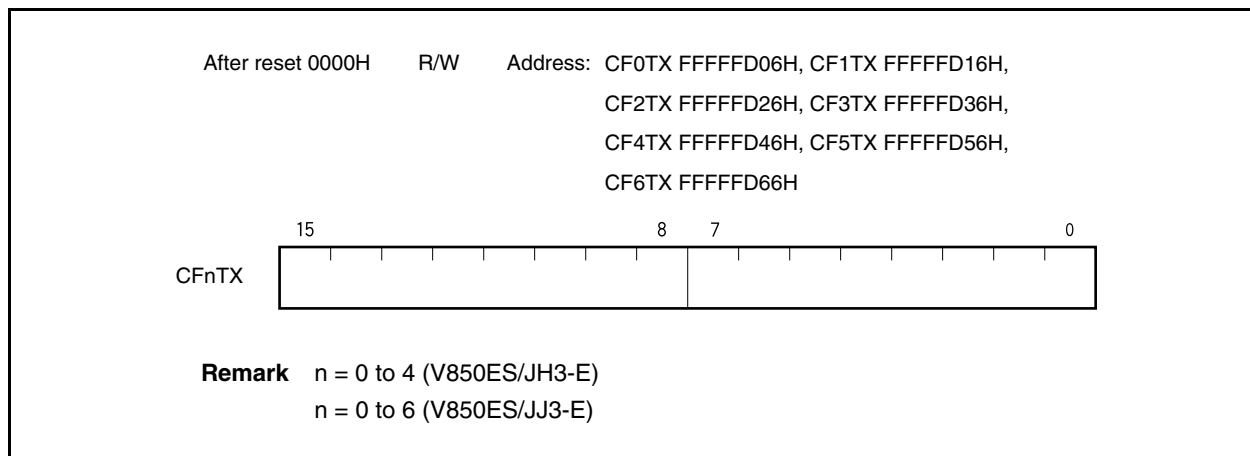 After reset 0000H R/W Address: CF0TX FFFFFD06H, CF1TX FFFFFD16H,
CF2TX FFFFFD26H, CF3TX FFFFFD36H,
CF4TX FFFFFD46H, CF5TX FFFFFD56H,
CF6TX FFFFFD66H
15 8 7 0
CFnTX
Remark n = 0 to 4 (V850ES/JH3-E)
n = 0 to 6 (V850ES/JJ3-E)